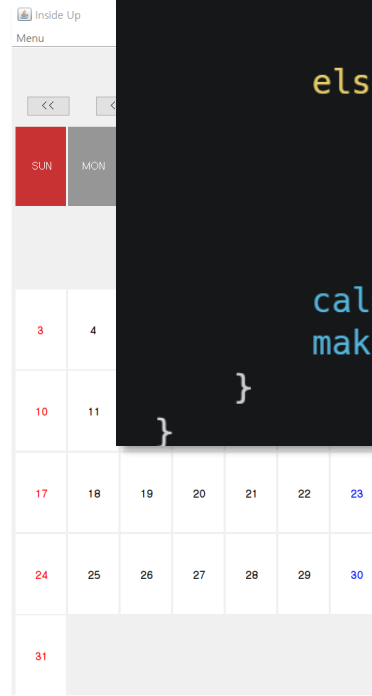 Inside Up
Menu
els
<<
<
SUN MON
cal
3 4
mak
}
10 11
}
17 18 19 20 21 22 23
24 25 26 27 28 29 30
31